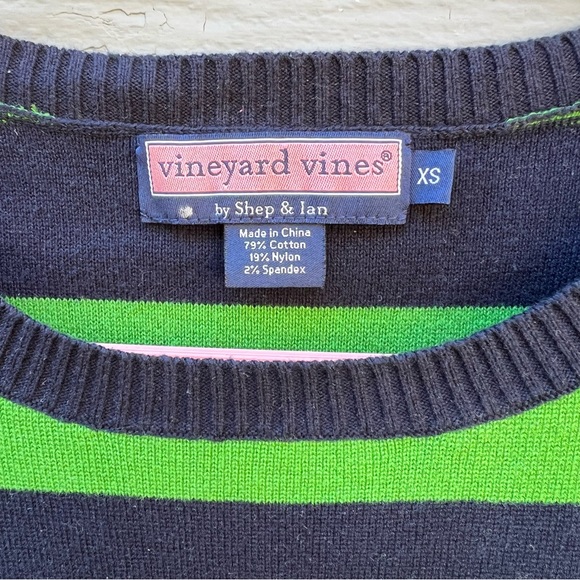 vineyard vines®
XS
by Shep & Ian
Made in China
79% Cotton
19% Nylon
2% Spandex